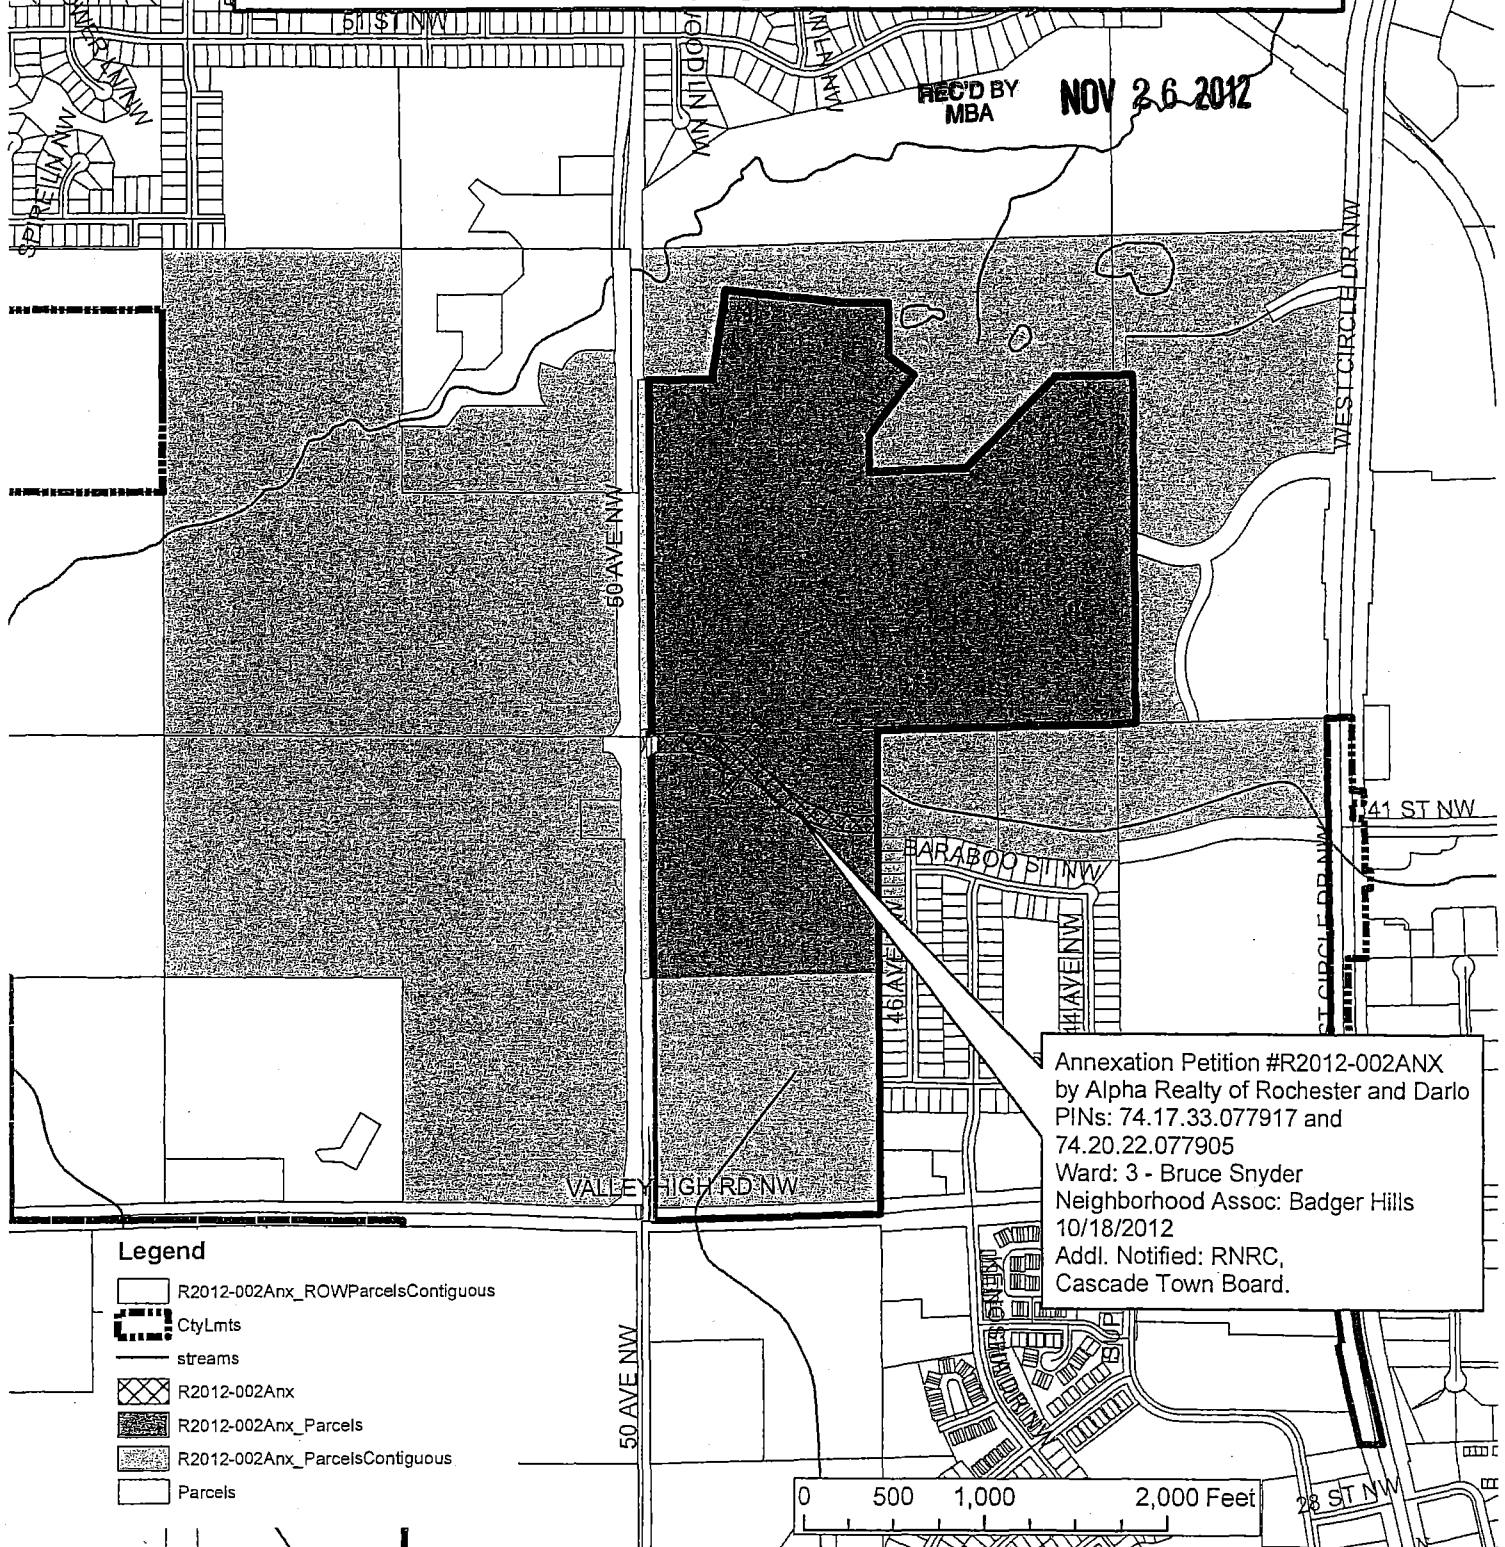 51 ST NW
SPIRE LN NW
REC'D BY
MBA
NOV 26 2012
WEST CIRCLE DR NW
50 AVE NW
41 ST NW
BARABOO ST NW
46 AVE NW
44 AVE NW
Annexation Petition #R2012-002ANX
by Alpha Realty of Rochester and Darlo
PINs: 74.17.33.077917 and
74.20.22.077905
Ward: 3 - Bruce Snyder
Neighborhood Assoc: Badger Hills
10/18/2012
Addl. Notified: RNRC,
Cascade Town Board.
VALLEYHIGH RD NW
50 AVE NW
28 ST NW
Legend
R2012-002Anx_ROWParcelsContiguous
CtyLmts
streams
R2012-002Anx
R2012-002Anx_Parcels
R2012-002Anx_ParcelsContiguous
Parcels
0 500 1,000 2,000 Feet